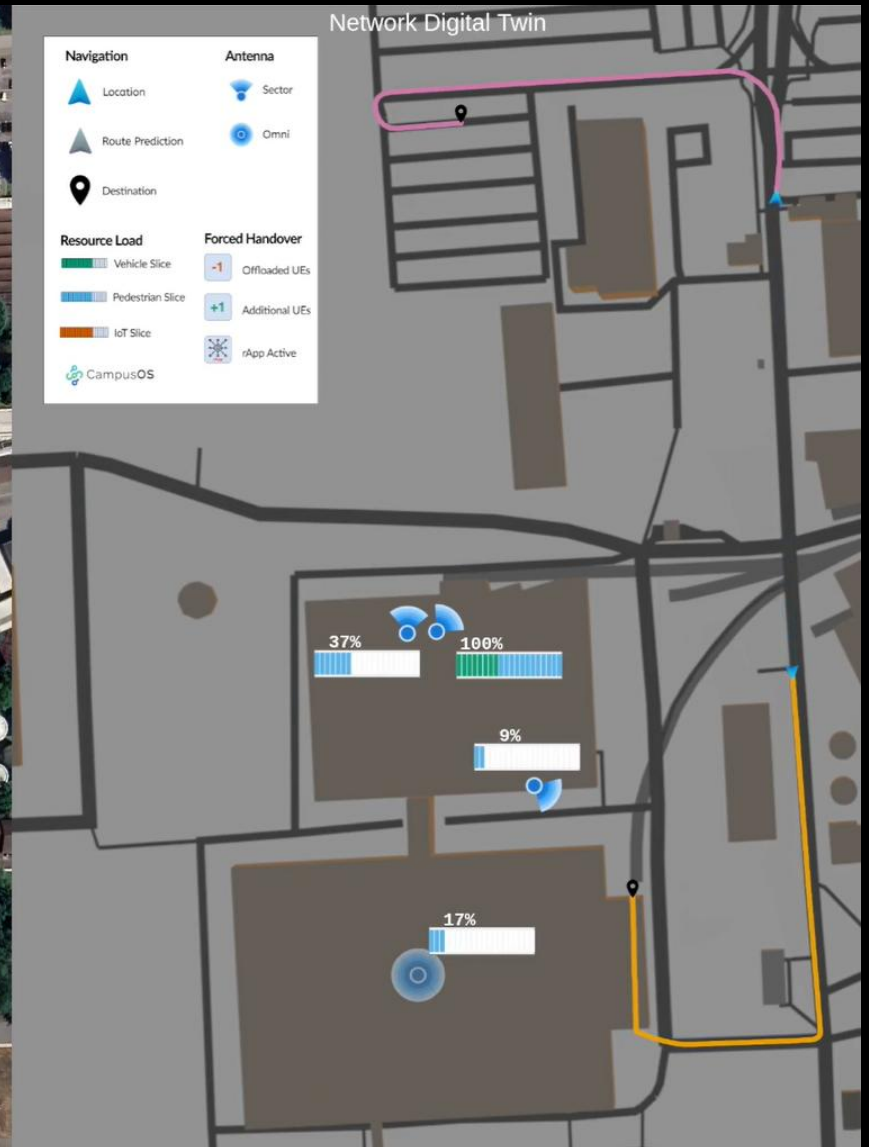 Network Digital Twin
Navigation
Location
Route Prediction
Destination
Antenna
Sector
Omni
Resource Load
Vehicle Slice
Pedestrian Slice
IoT Slice
CampusOS
Forced Handover
-1 Offloaded UEs
+1 Additional UEs
rApp Active
37%
100%
9%
17%